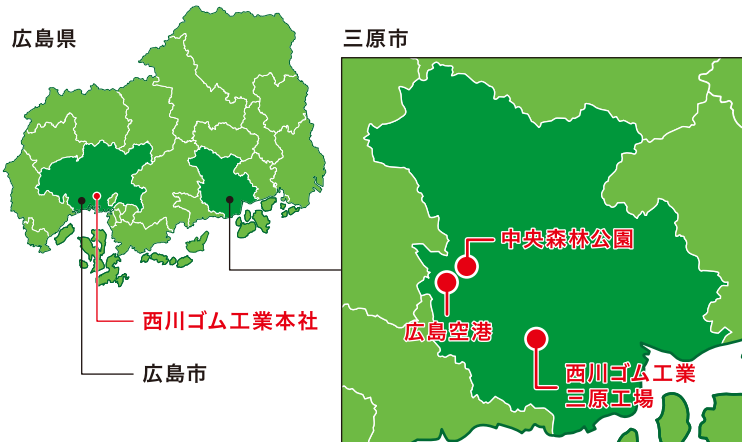 広島県
西川ゴム工業本社
広島市
三原市
中央森林公園
広島空港
西川ゴム工業
三原工場